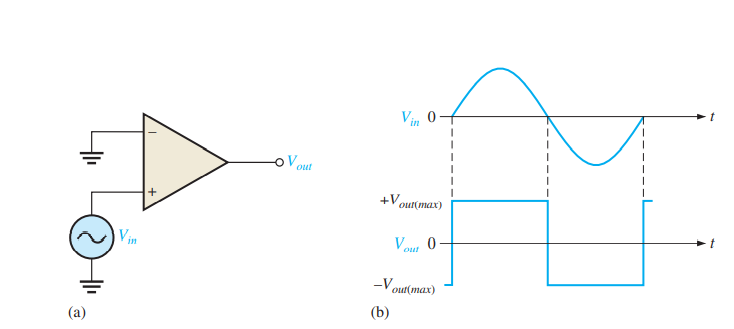 −
V_out
+
V_in
(a)
V_in 0
t
+V_out(max)
V_out 0
t
−V_out(max)
(b)